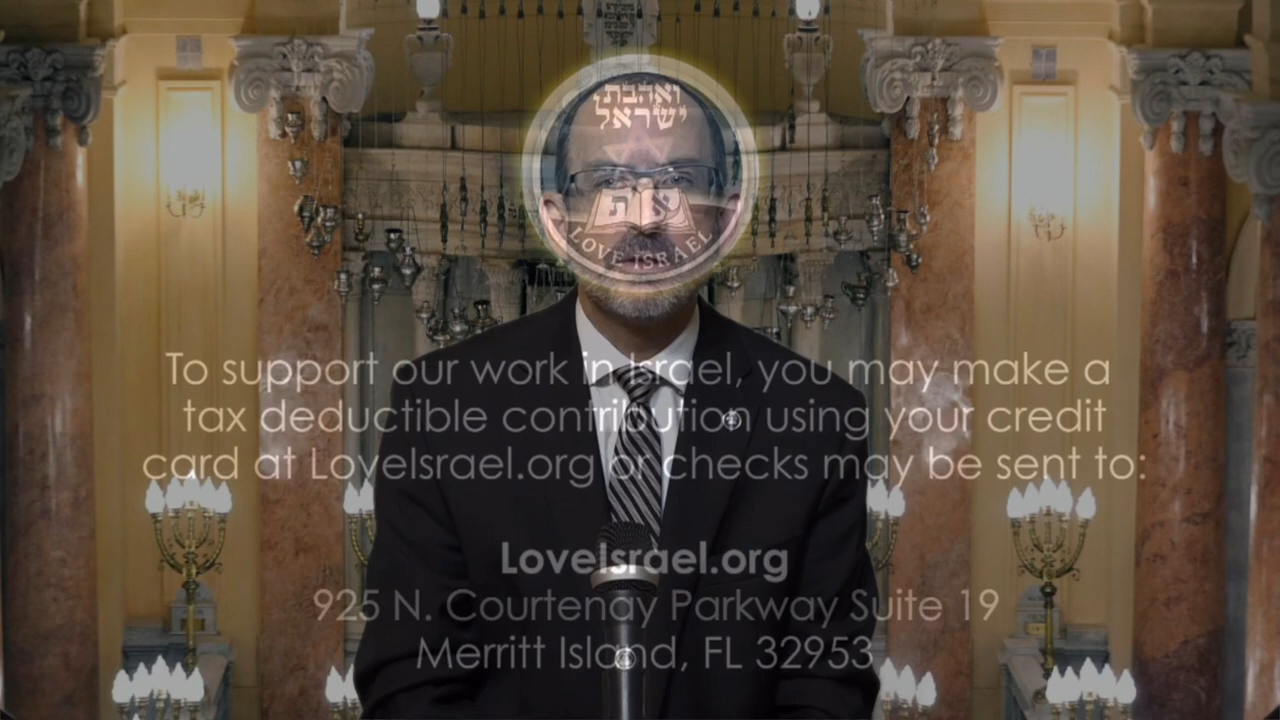 ואהבת
ישראל
את
LOVE ISRAEL
To support our work in Israel, you may make a
tax deductible contribution using your credit
card at LoveIsrael.org or checks may be sent to:
LoveIsrael.org
925 N. Courtenay Parkway Suite 19
Merritt Island, FL 32953